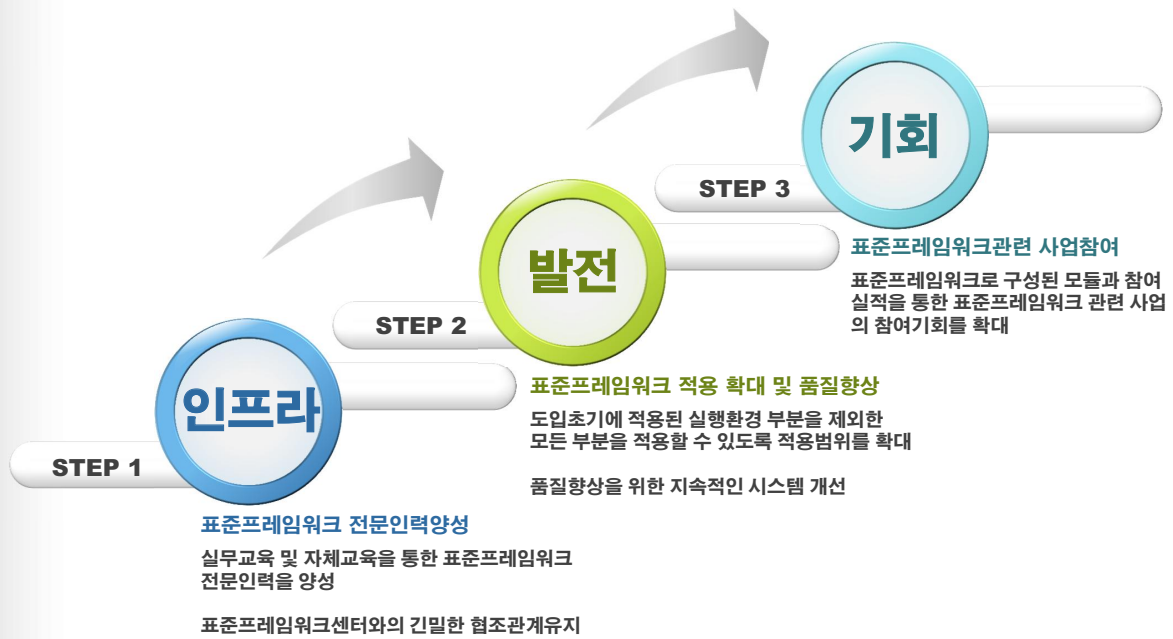 STEP 1
인프라
표준프레임워크 전문인력양성
실무교육 및 자체교육을 통한 표준프레임워크
전문인력을 양성
표준프레임워크센터와의 긴밀한 협조관계유지
STEP 2
발전
표준프레임워크 적용 확대 및 품질향상
도입초기에 적용된 실행환경 부분을 제외한
모든 부분을 적용할 수 있도록 적용범위를 확대
품질향상을 위한 지속적인 시스템 개선
STEP 3
기회
표준프레임워크관련 사업참여
표준프레임워크로 구성된 모듈과 참여
실적을 통한 표준프레임워크 관련 사업
의 참여기회를 확대